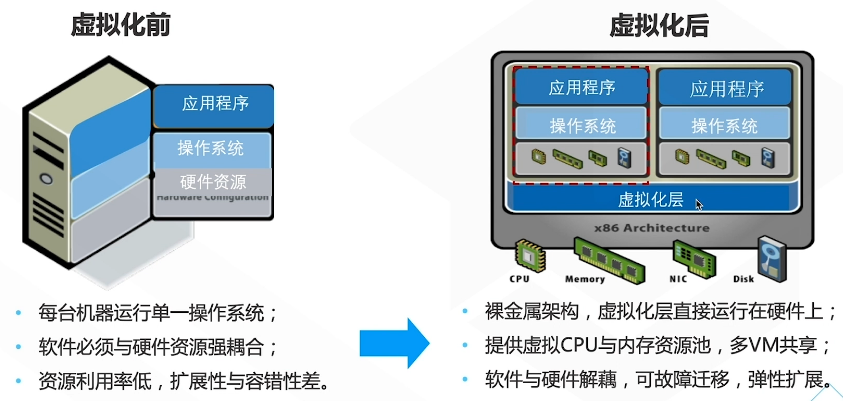 虚拟化前
虚拟化后
应用程序
操作系统
硬件资源
Hardware Configuration
应用程序
应用程序
操作系统
操作系统
虚拟化层
x86 Architecture
CPU
Memory
NIC
Disk
• 每台机器运行单一操作系统；
• 软件必须与硬件资源强耦合；
• 资源利用率低，扩展性与容错性差。
• 裸金属架构，虚拟化层直接运行在硬件上；
• 提供虚拟CPU与内存资源池，多VM共享；
• 软件与硬件解藕，可故障迁移，弹性扩展。